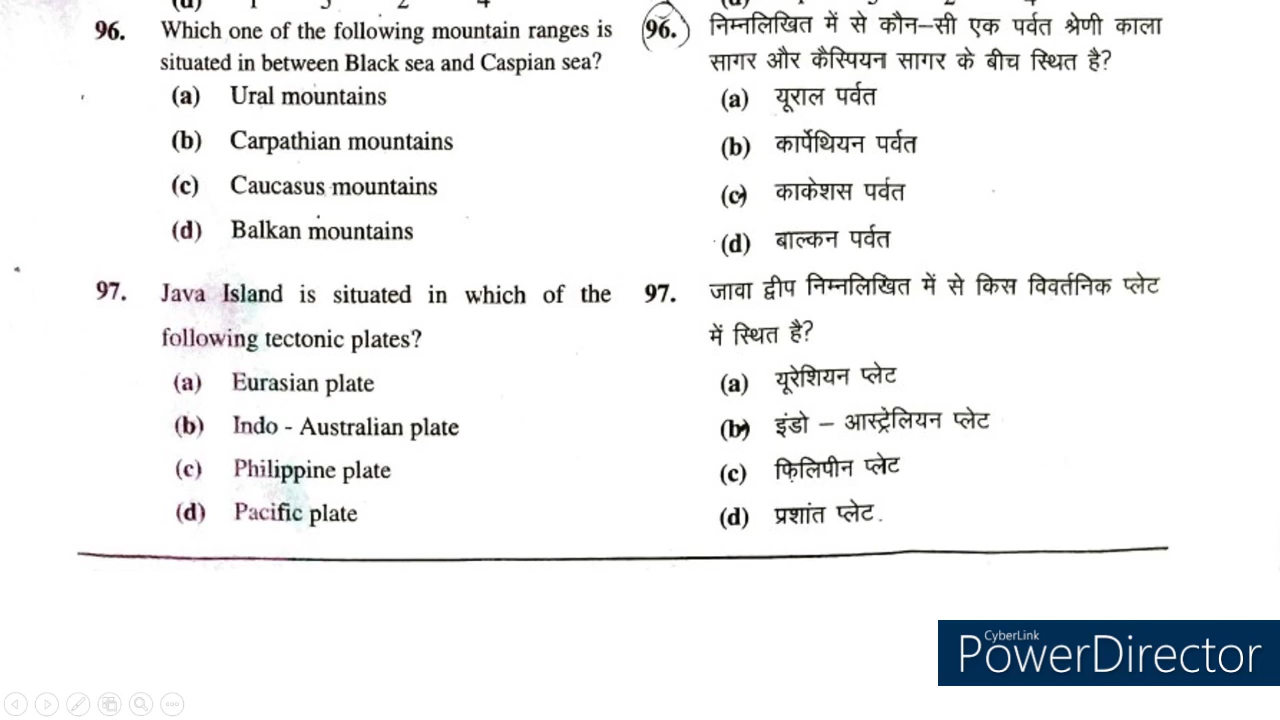 96. Which one of the following mountain ranges is
situated in between Black sea and Caspian sea?
(a) Ural mountains
(b) Carpathian mountains
(c) Caucasus mountains
(d) Balkan mountains
97. Java Island is situated in which of the
following tectonic plates?
(a) Eurasian plate
(b) Indo - Australian plate
(c) Philippine plate
(d) Pacific plate
96. निम्नलिखित में से कौन–सी एक पर्वत श्रेणी काला
सागर और कैस्पियन सागर के बीच स्थित है?
(a) यूराल पर्वत
(b) कार्पेथियन पर्वत
(c) काकेशस पर्वत
(d) बाल्कन पर्वत
97. जावा द्वीप निम्नलिखित में से किस विवर्तनिक प्लेट
में स्थित है?
(a) यूरेशियन प्लेट
(b) इंडो – आस्ट्रेलियन प्लेट
(c) फिलिपीन प्लेट
(d) प्रशांत प्लेट.
CyberLink
PowerDirector